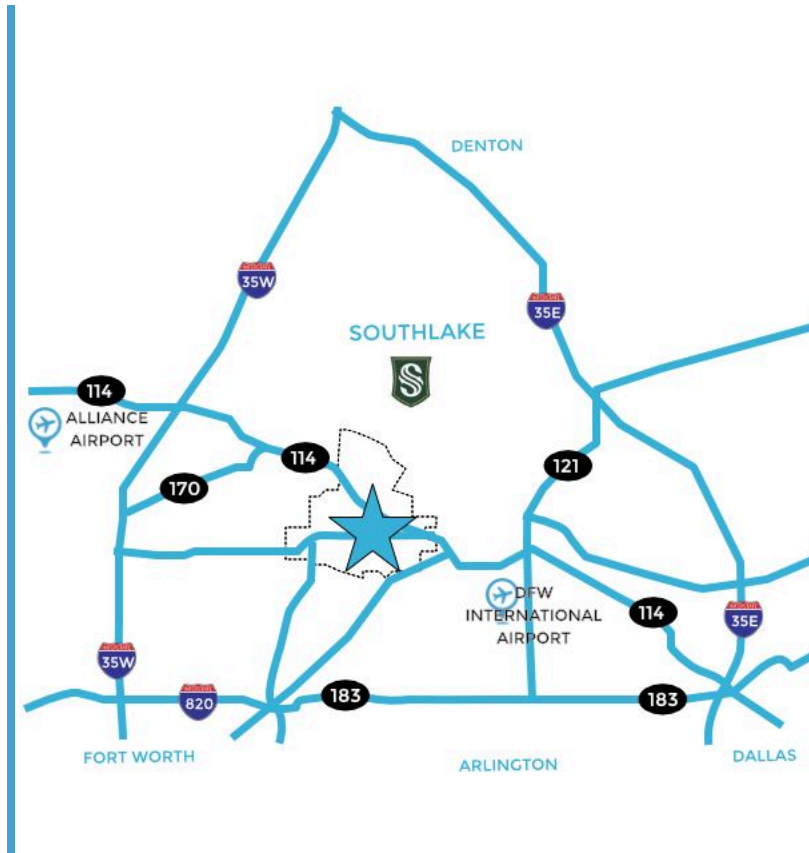 DENTON
35W
35E
SOUTHLAKE
S
114
ALLIANCE
AIRPORT
114
121
170
DFW
INTERNATIONAL
AIRPORT
114
35E
35W
183
183
820
FORT WORTH
DALLAS
ARLINGTON